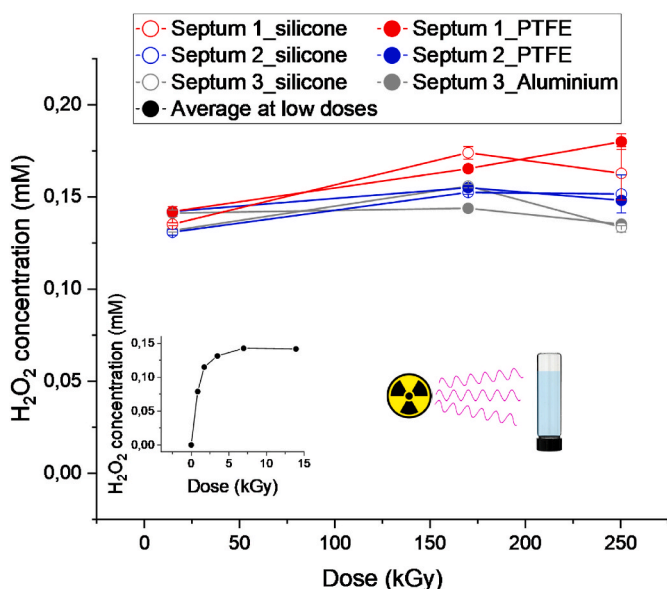 Septum 1_silicone Septum 1_PTFE
Septum 2_silicone Septum 2_PTFE
Septum 3_silicone Septum 3_Aluminium
Average at low doses
H₂O₂ concentration (mM)
0,20
0,15
0,10
0,05
0,00
0 50 100 150 200 250
Dose (kGy)
H₂O₂ concentration (mM)
0,15
0,10
0,05
0,00
0 5 10 15
Dose (kGy)